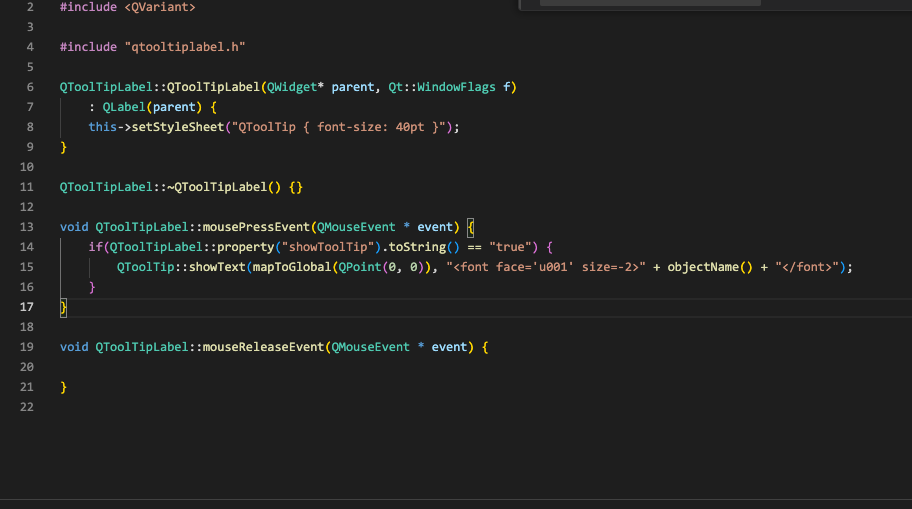 2 #include <QVariant>
3
4 #include "qtooltiplabel.h"
5
6 QToolTipLabel::QToolTipLabel(QWidget* parent, Qt::WindowFlags f)
7     : QLabel(parent) {
8     this->setStyleSheet("QToolTip { font-size: 40pt }");
9 }
10
11 QToolTipLabel::~QToolTipLabel() {}
12
13 void QToolTipLabel::mousePressEvent(QMouseEvent * event) {
14     if(QToolTipLabel::property("showToolTip").toString() == "true") {
15         QToolTip::showText(mapToGlobal(QPoint(0, 0)), "<font face='u001' size=-2>" + objectName() + "</font>");
16     }
17 }
18
19 void QToolTipLabel::mouseReleaseEvent(QMouseEvent * event) {
20
21 }
22